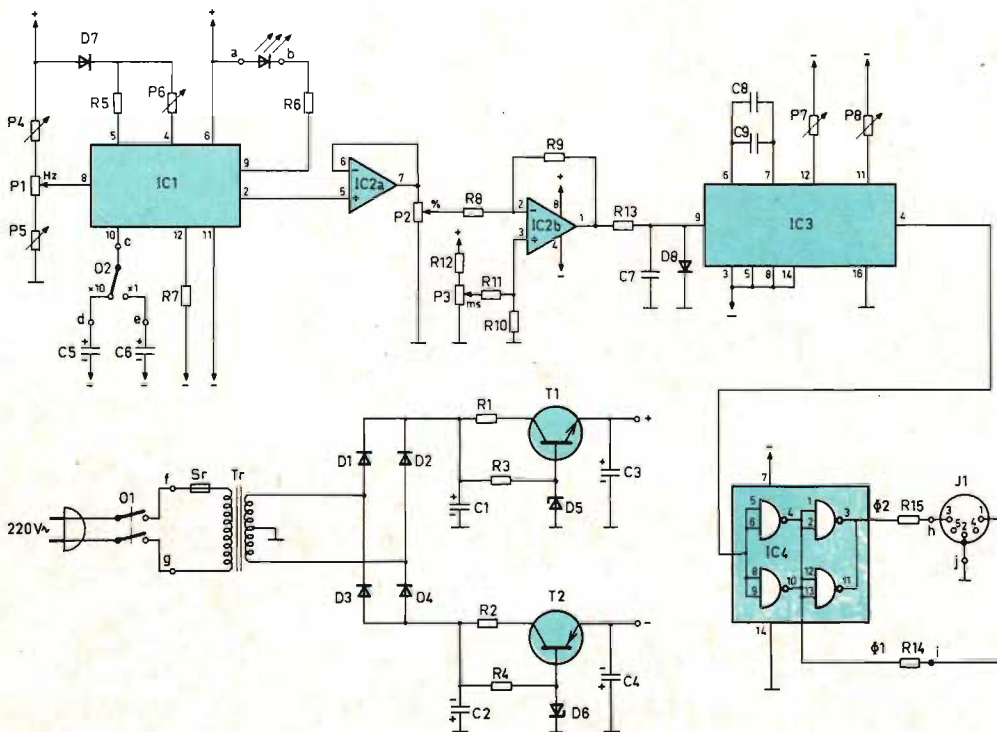 + +
D7 a b
R5 P6 R6
P4
5 4 6
P1 Hz 8 IC1 9
2
P5
10 12 11
c
O2
x10 x1
d e
R7
+ C5 - + C6 -
- - - -
6 - 7
5 + IC2a
P2 %
R8
R9
+
2 - 8
IC2b 1
3 + 4
-
+
R12
P3 ms
R11
R10
R13
C7
D8
C8
C9
- -
P7 P8
6 7 12 11
9 IC3 4
3 5 8 14 16
-
220V~
O1
f Sr Tr
g
D1 D2
D3 D4
R1 T1 +
R3
+ C1 -
D5
+ C3 -
R2 T2 -
R4
- C2 +
D6
- C4 +
-
7
5 4 1 3
6 2
IC4
8 10 12 11
9 13
14
Φ2 R15
h
J1
3 5 2 4 1
j
Φ1 R14 i